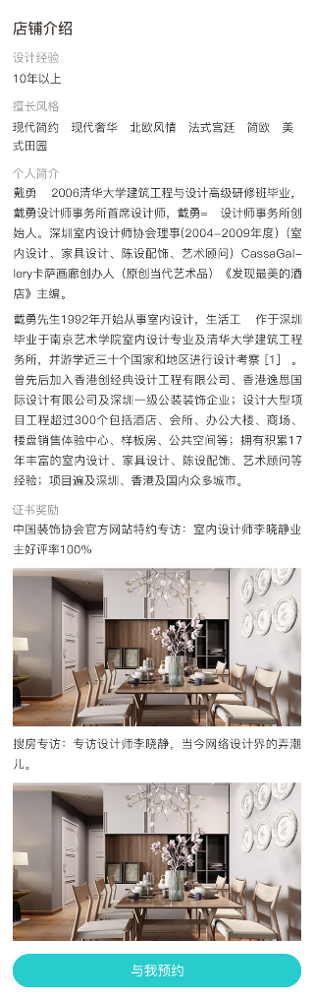 店铺介绍
设计经验
10年以上
擅长风格
现代简约 现代奢华 北欧风情 法式宫廷 简欧 美
式田园
个人简介
戴勇 2006清华大学建筑工程与设计高级研修班毕业，
戴勇设计师事务所首席设计师，戴勇= 设计师事务所创
始人。深圳室内设计师协会理事(2004-2009年度)（室
内设计、家具设计、陈设配饰、艺术顾问）CassaGal-
lery卡萨画廊创办人（原创当代艺术品）《发现最美的酒
店》主编。
戴勇先生1992年开始从事室内设计，生活工 作于深圳
毕业于南京艺术学院室内设计专业及清华大学建筑工程
务所，并游学近三十个国家和地区进行设计考察 [1] 。
曾先后加入香港创经典设计工程有限公司、香港逸思国
际设计有限公司及深圳一级公装装饰企业；设计大型项
目工程超过300个包括酒店、会所、办公大楼、商场、
楼盘销售体验中心、样板房、公共空间等；拥有积累17
年丰富的室内设计、家具设计、陈设配饰、艺术顾问等
经验；项目遍及深圳、香港及国内众多城市。
证书奖励
中国装饰协会官方网站特约专访：室内设计师李晓静业
主好评率100%
搜房专访：专访设计师李晓静，当今网络设计界的弄潮
儿。
与我预约